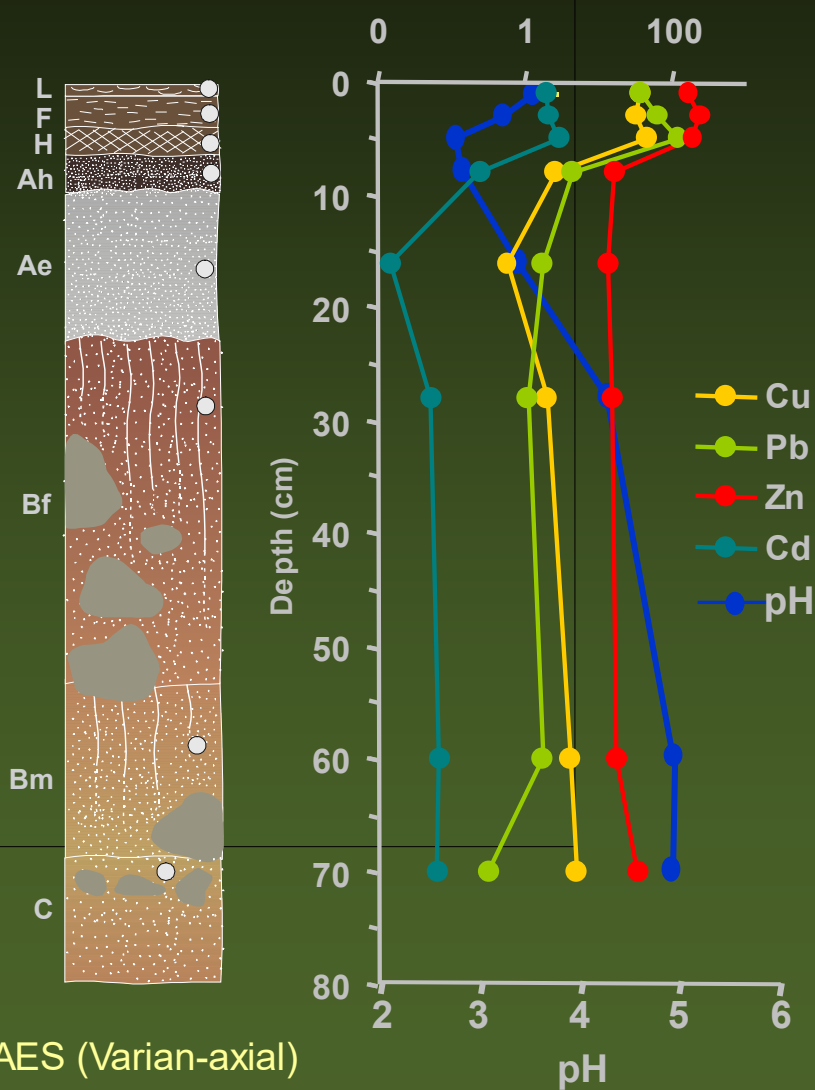 0 1 100
L
F
H
Ah
Ae
Bf
Bm
C
Depth (cm)
0
10
20
30
40
50
60
70
80
2 3 4 5 6
pH
Cu
Pb
Zn
Cd
pH
AES (Varian-axial)